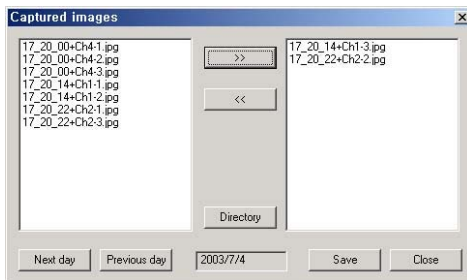 Captured images
17_20_00+Ch4-1.jpg
17_20_00+Ch4-2.jpg
17_20_00+Ch4-3.jpg
17_20_14+Ch1-1.jpg
17_20_14+Ch1-2.jpg
17_20_22+Ch2-1.jpg
17_20_22+Ch2-3.jpg
>>
<<
Directory
17_20_14+Ch1-3.jpg
17_20_22+Ch2-2.jpg
Next day
Previous day
2003/7/4
Save
Close